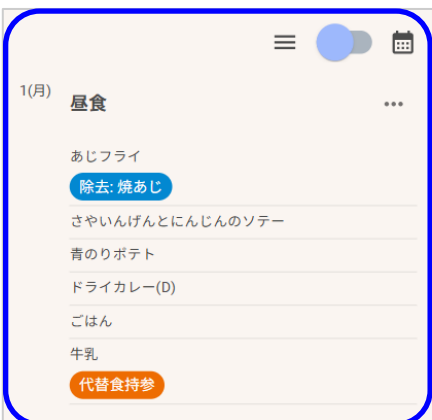 1(月)
昼食
あじフライ
除去: 焼あじ
さやいんげんとにんじんのソテー
青のりポテト
ドライカレー(D)
ごはん
牛乳
代替食持参